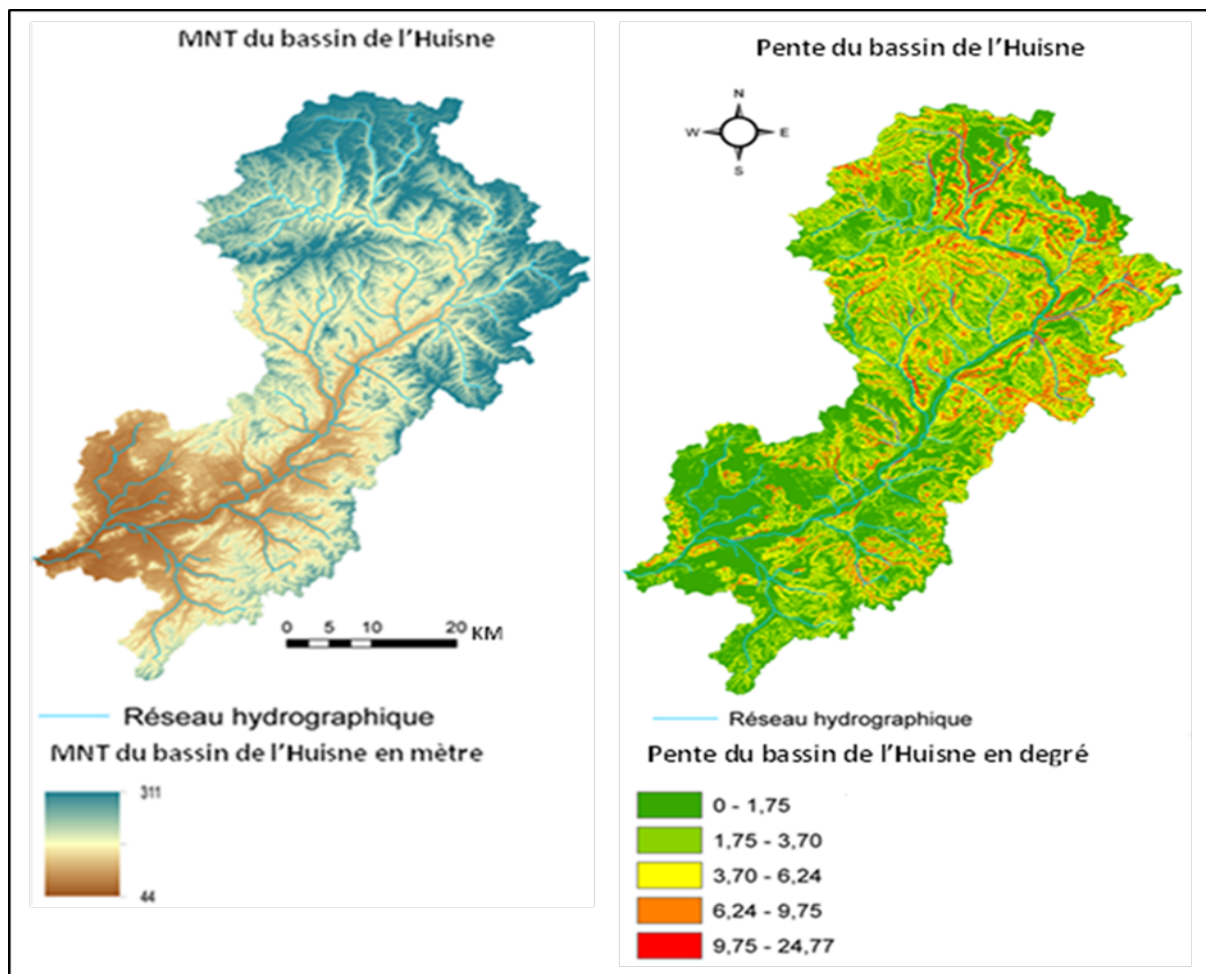 MNT du bassin de l'Huisne
0 5 10 20 KM
Réseau hydrographique
MNT du bassin de l'Huisne en mètre
311
44
Pente du bassin de l'Huisne
N
W E
S
Réseau hydrographique
Pente du bassin de l'Huisne en degré
0 - 1,75
1,75 - 3,70
3,70 - 6,24
6,24 - 9,75
9,75 - 24,77